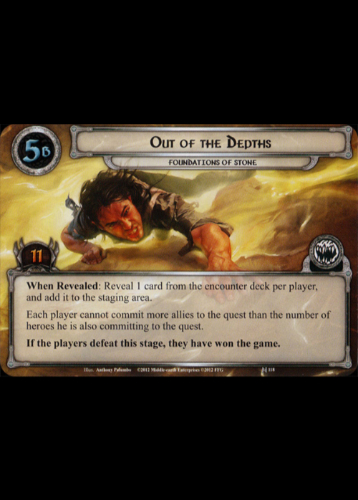 5B
OUT OF THE DEPTHS
FOUNDATIONS OF STONE
11
When Revealed: Reveal 1 card from the encounter deck per player,
and add it to the staging area.
Each player cannot commit more allies to the quest than the number of
heroes he is also committing to the quest.
If the players defeat this stage, they have won the game.
Illus. Anthony Palumbo ©2012 Middle-earth Enterprises ©2012 FFG